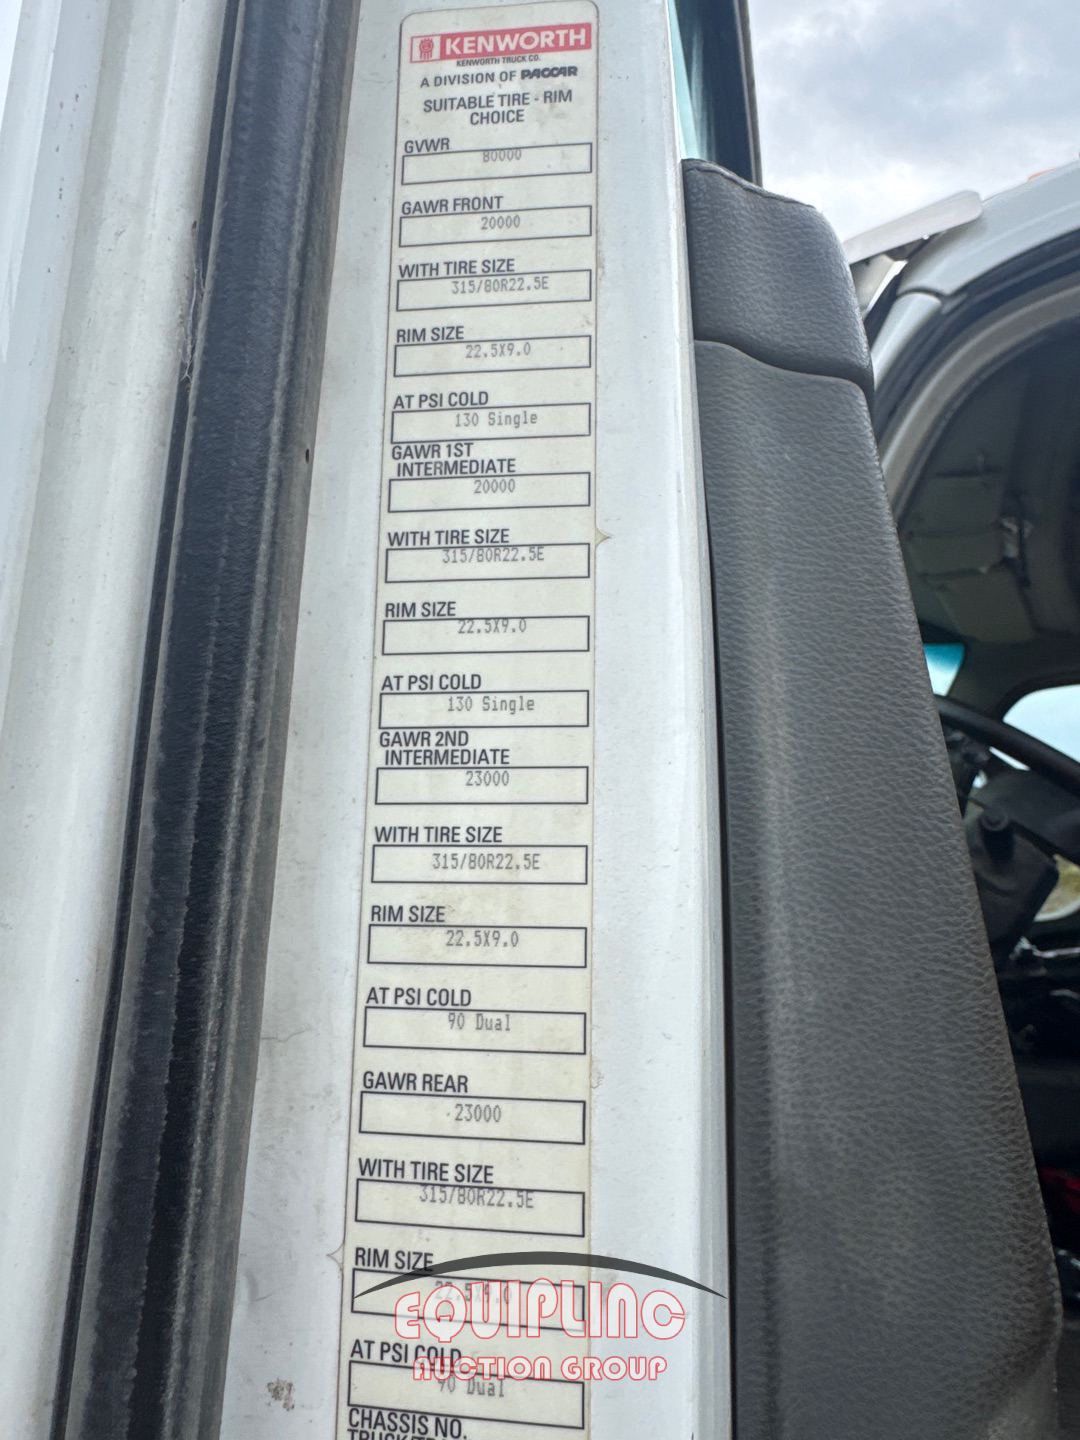 KENWORTH
KENWORTH TRUCK CO.
A DIVISION OF PACCAR
SUITABLE TIRE - RIM
CHOICE
GVWR
80000
GAWR FRONT
20000
WITH TIRE SIZE
315/80R22.5E
RIM SIZE
22.5X9.0
AT PSI COLD
130 Single
GAWR 1ST
INTERMEDIATE
20000
WITH TIRE SIZE
315/80R22.5E
RIM SIZE
22.5X9.0
AT PSI COLD
130 Single
GAWR 2ND
INTERMEDIATE
23000
WITH TIRE SIZE
315/80R22.5E
RIM SIZE
22.5X9.0
AT PSI COLD
90 Dual
GAWR REAR
23000
WITH TIRE SIZE
315/80R22.5E
RIM SIZE
22.5X9.0
EQUIPLINC
AUCTION GROUP
AT PSI COLD
90 Dual
CHASSIS NO.